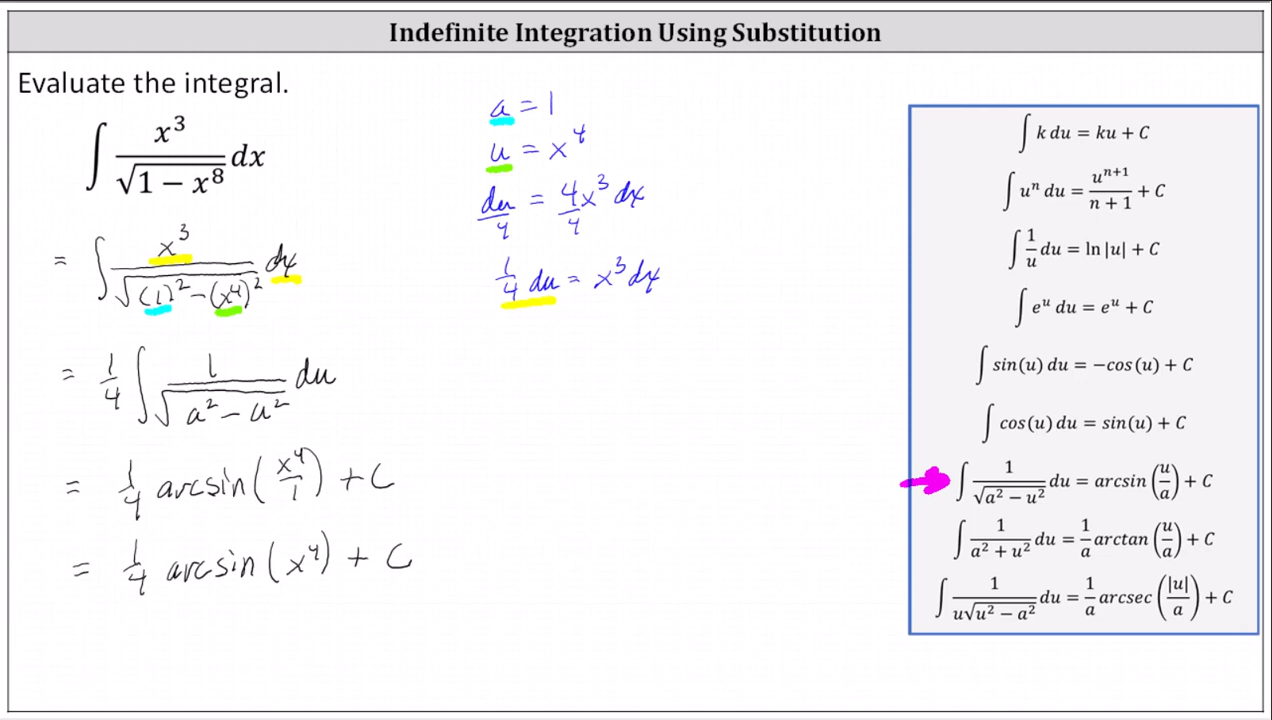 Indefinite Integration Using Substitution
Evaluate the integral.
∫ x³/√(1 − x⁸) dx
= ∫ x³/√((1)² − (x⁴)²) dx
= 1/4 ∫ 1/√(a² − u²) du
= 1/4 arcsin(x⁴/1) + C
= 1/4 arcsin(x⁴) + C
a = 1
u = x⁴
du/4 = 4x³/4 dx
1/4 du = x³dx
∫ k du = ku + C
∫ uⁿ du = uⁿ⁺¹/(n + 1) + C
∫ 1/u du = ln|u| + C
∫ eᵘ du = eᵘ + C
∫ sin(u) du = −cos(u) + C
∫ cos(u) du = sin(u) + C
∫ 1/√(a² − u²) du = arcsin(u/a) + C
∫ 1/(a² + u²) du = 1/a arctan(u/a) + C
∫ 1/(u√(u² − a²)) du = 1/a arcsec(|u|/a) + C